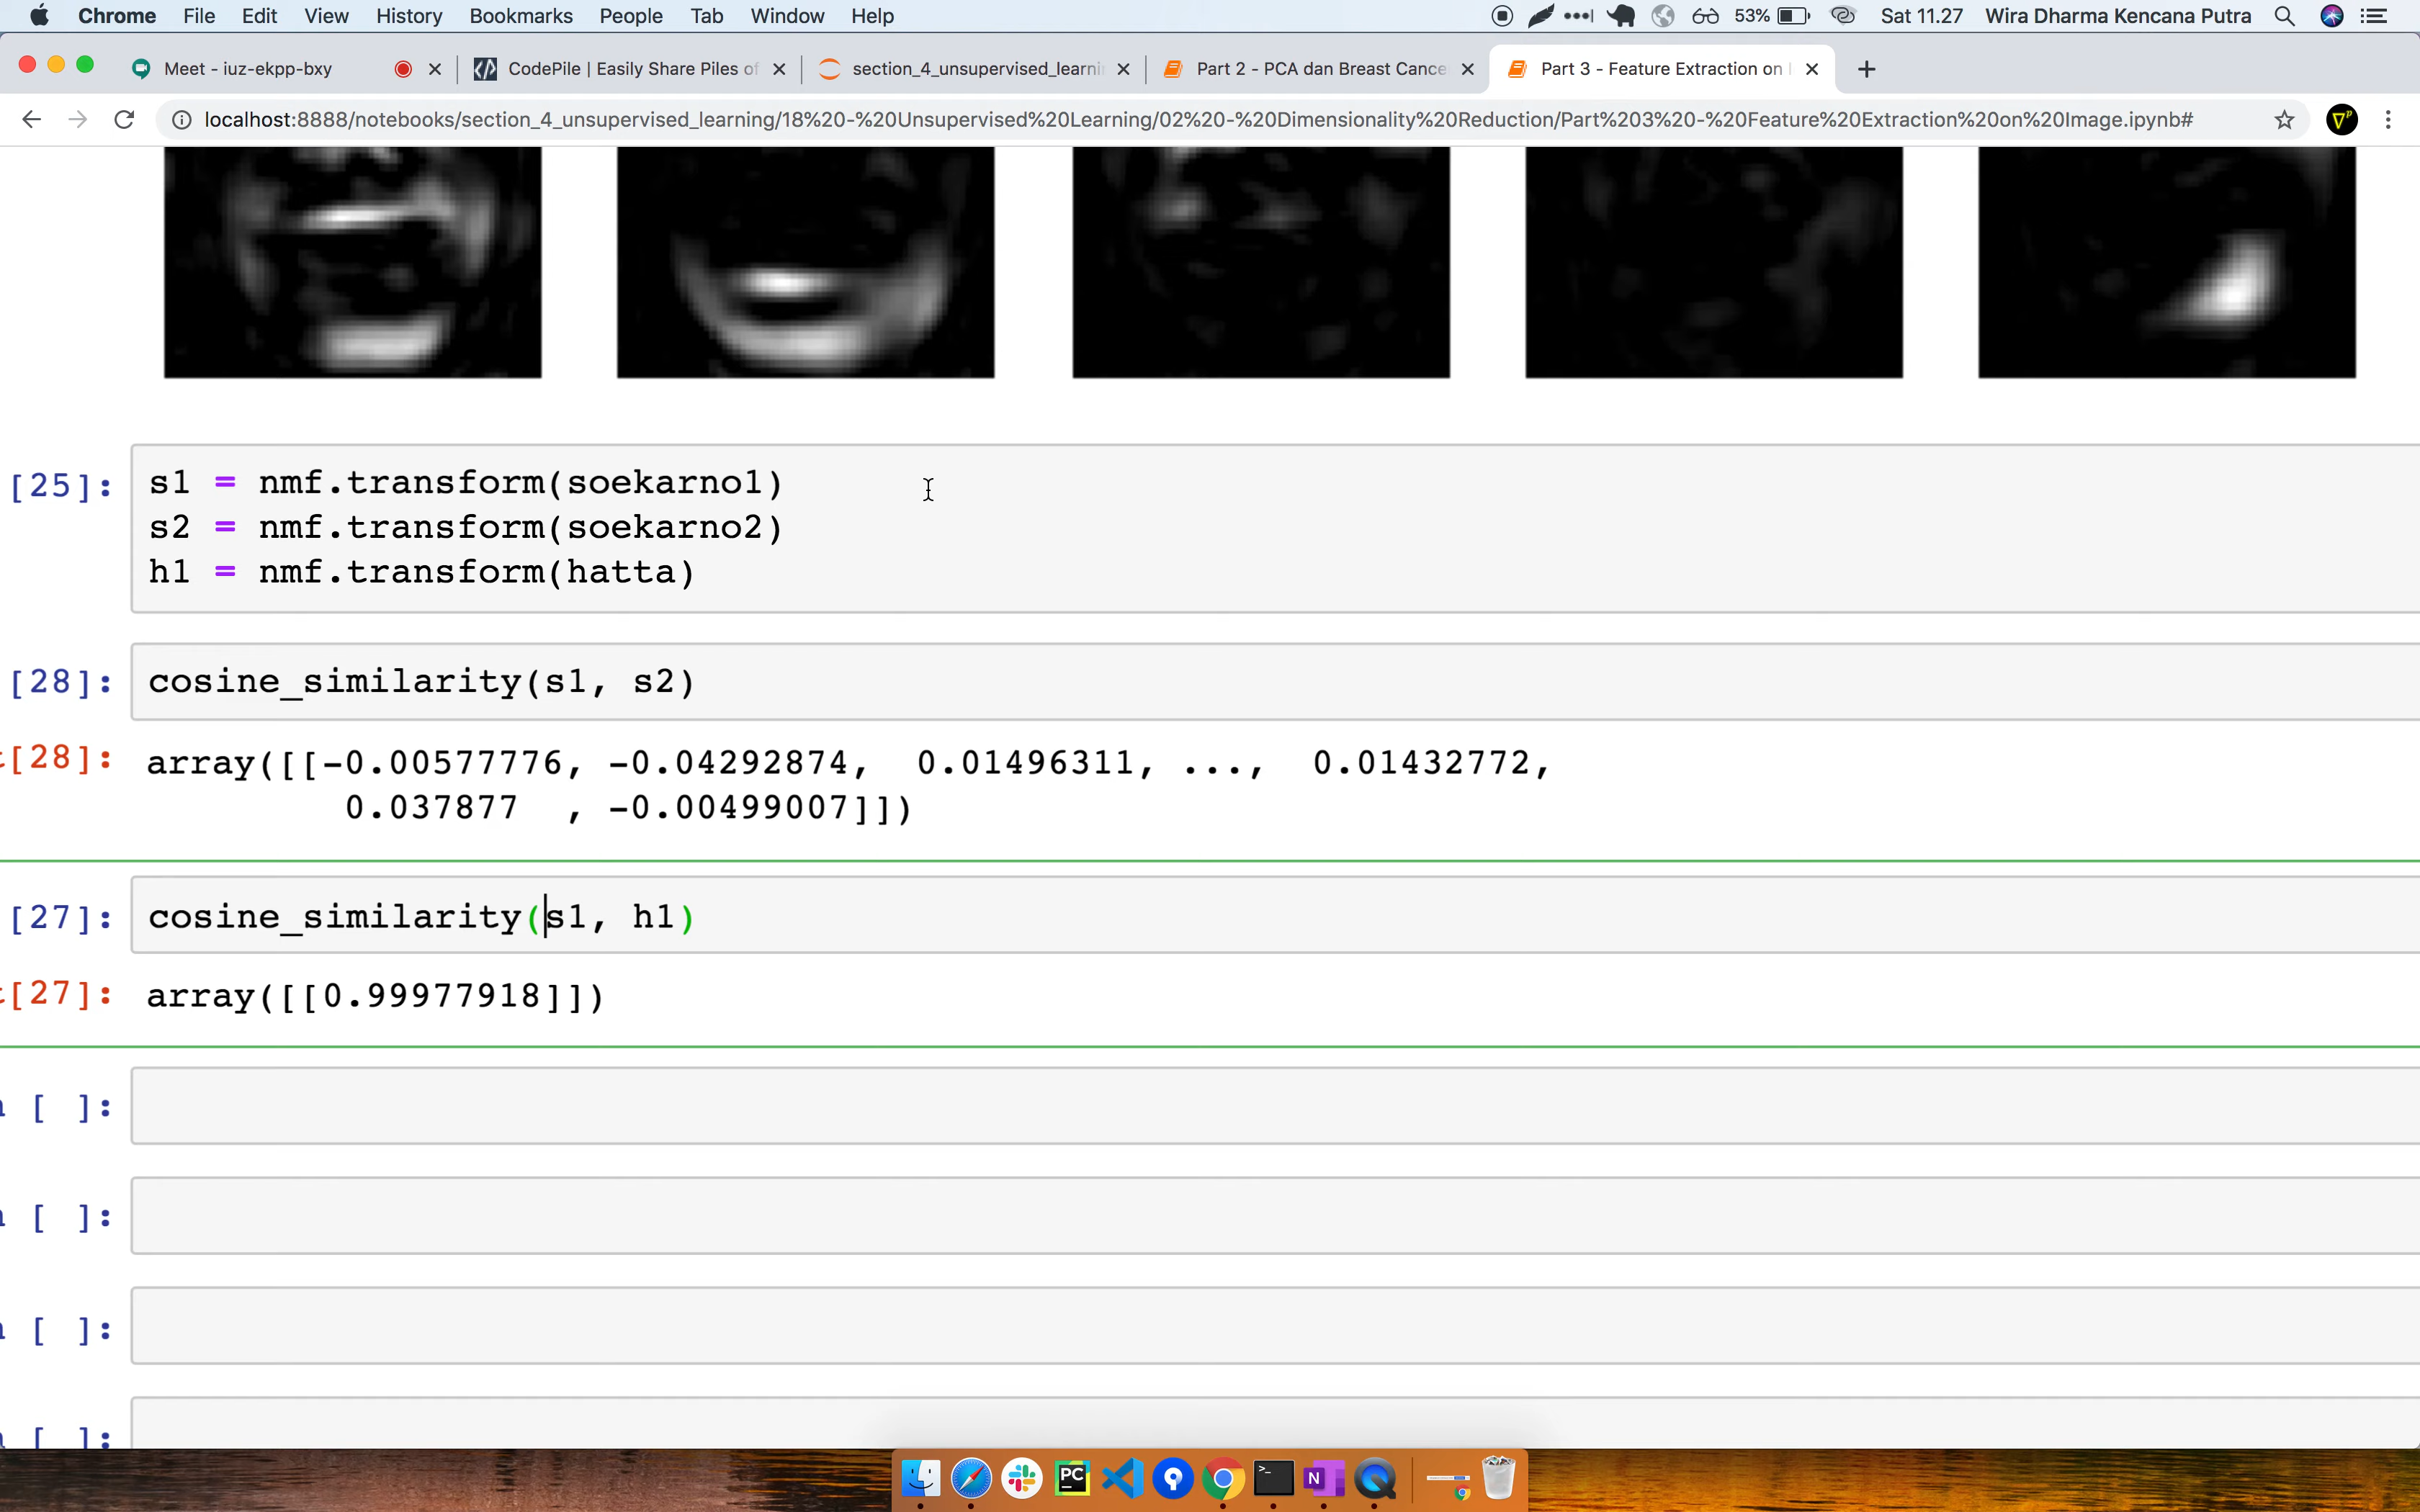 Chrome File Edit View History Bookmarks People Tab Window Help 53% Sat 11.27 Wira Dharma Kencana Putra
Meet - iuz-ekpp-bxy CodePile | Easily Share Piles of section_4_unsupervised_learni Part 2 - PCA dan Breast Cance Part 3 - Feature Extraction on
localhost:8888/notebooks/section_4_unsupervised_learning/18%20-%20Unsupervised%20Learning/02%20-%20Dimensionality%20Reduction/Part%203%20-%20Feature%20Extraction%20on%20Image.ipynb#
[25]: s1 = nmf.transform(soekarno1)
s2 = nmf.transform(soekarno2)
h1 = nmf.transform(hatta)
[28]: cosine_similarity(s1, s2)
t[28]: array([[-0.00577776, -0.04292874, 0.01496311, ..., 0.01432772,
0.037877 , -0.00499007]])
[27]: cosine_similarity(s1, h1)
t[27]: array([[0.99977918]])
n [ ]:
n [ ]:
n [ ]:
n [ ]:
PC N